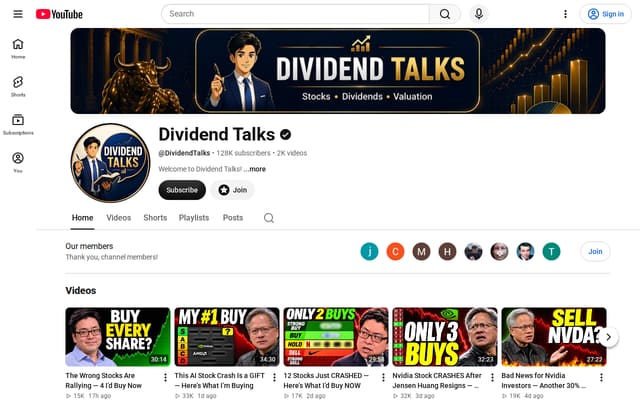 YouTube
Search
Sign in
Home
Shorts
Subscriptions
You
DIVIDEND TALKS
Stocks • Dividends • Valuation
DIVIDEND
TALKS
Dividend Talks
@DividendTalks • 128K subscribers • 2K videos
Welcome to Dividend Talks! ...more
Subscribe
Join
Home Videos Shorts Playlists Posts
Our members
Thank you, channel members!
j C M H T
Join
Videos
BUY
EVERY
SHARE?
30:14
MY #1 BUY
S
A
B
C
?
AMD
34:30
ONLY 2 BUYS
STRONG BUY
BUY
HOLD
SELL
29:58
ONLY 3
BUYS
32:23
SELL
NVDA?
27:22
The Wrong Stocks Are
Rallying — 4 I'd Buy Now
15K 17h ago
This AI Stock Crash Is a GIFT
— Here's What I'm Buying
33K 1d ago
12 Stocks Just CRASHED —
Here's What I'd Buy NOW
17K 2d ago
Nvidia Stock CRASHES After
Jensen Huang Resigns — ...
32K 3d ago
Bad News for Nvidia
Investors — Another 30% ...
19K 4d ago